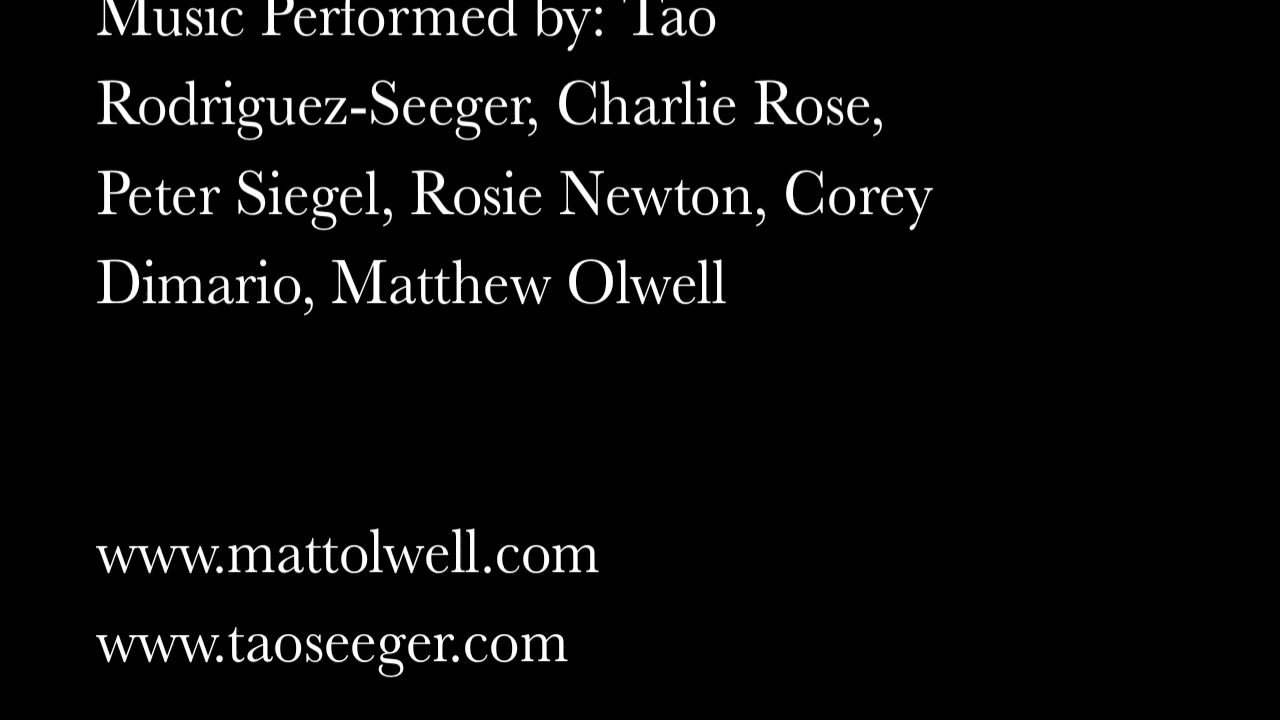 Music Performed by: Tao
Rodriguez-Seeger, Charlie Rose,
Peter Siegel, Rosie Newton, Corey
Dimario, Matthew Olwell
www.mattolwell.com
www.taoseeger.com